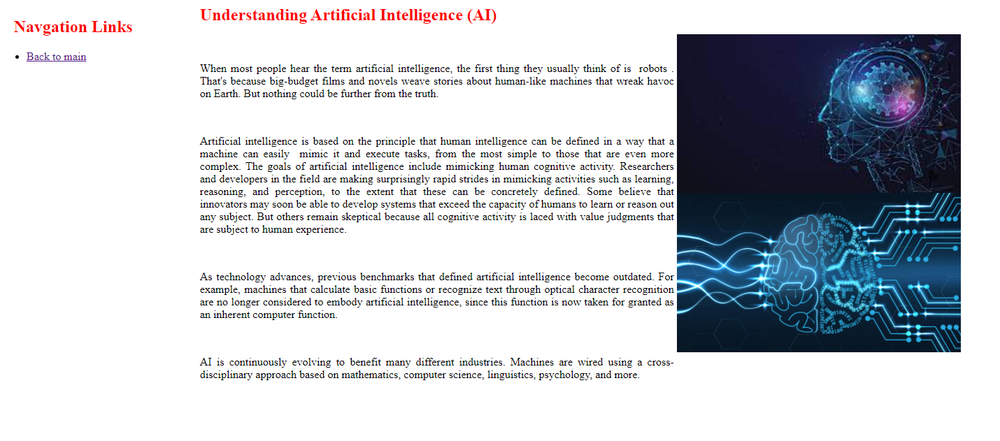 Navgation Links
Back to main
Understanding Artificial Intelligence (AI)
When most people hear the term artificial intelligence, the first thing they usually think of is  robots .
That's because big-budget films and novels weave stories about human-like machines that wreak havoc
on Earth. But nothing could be further from the truth.
Artificial intelligence is based on the principle that human intelligence can be defined in a way that a
machine can easily  mimic it and execute tasks, from the most simple to those that are even more
complex. The goals of artificial intelligence include mimicking human cognitive activity. Researchers
and developers in the field are making surprisingly rapid strides in mimicking activities such as learning,
reasoning, and perception, to the extent that these can be concretely defined. Some believe that
innovators may soon be able to develop systems that exceed the capacity of humans to learn or reason out
any subject. But others remain skeptical because all cognitive activity is laced with value judgments that
are subject to human experience.
As technology advances, previous benchmarks that defined artificial intelligence become outdated. For
example, machines that calculate basic functions or recognize text through optical character recognition
are no longer considered to embody artificial intelligence, since this function is now taken for granted as
an inherent computer function.
AI is continuously evolving to benefit many different industries. Machines are wired using a cross-
disciplinary approach based on mathematics, computer science, linguistics, psychology, and more.